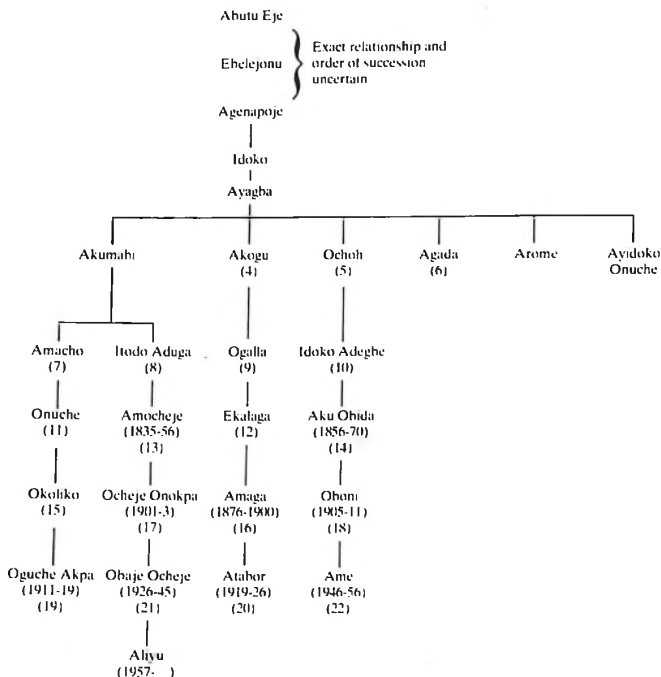 Abutu Eje
Ebelejonu
Exact relationship and
order of succession
uncertain
Agenapoje
Idoko
Ayagba
Akumabi Akogu Ochoh Agada Arome Ayidoko
(4) (5) (6) Onuche
Amacho Itodo Aduga Ogalla Idoko Adegbe
(7) (8) (9) (10)
Onuche Amocheje Ekalaga Aku Obida
(11) (1835-56) (12) (1856-70)
(13) (14)
Okoliko Ocheje Onokpa Amaga Oboni
(15) (1901-3) (1876-1900) (1905-11)
(17) (16) (18)
Oguche Akpa Obaje Ocheje Atabor Ame
(1911-19) (1926-45) (1919-26) (1946-56)
(19) (21) (20) (22)
Aliyu
(1957- )